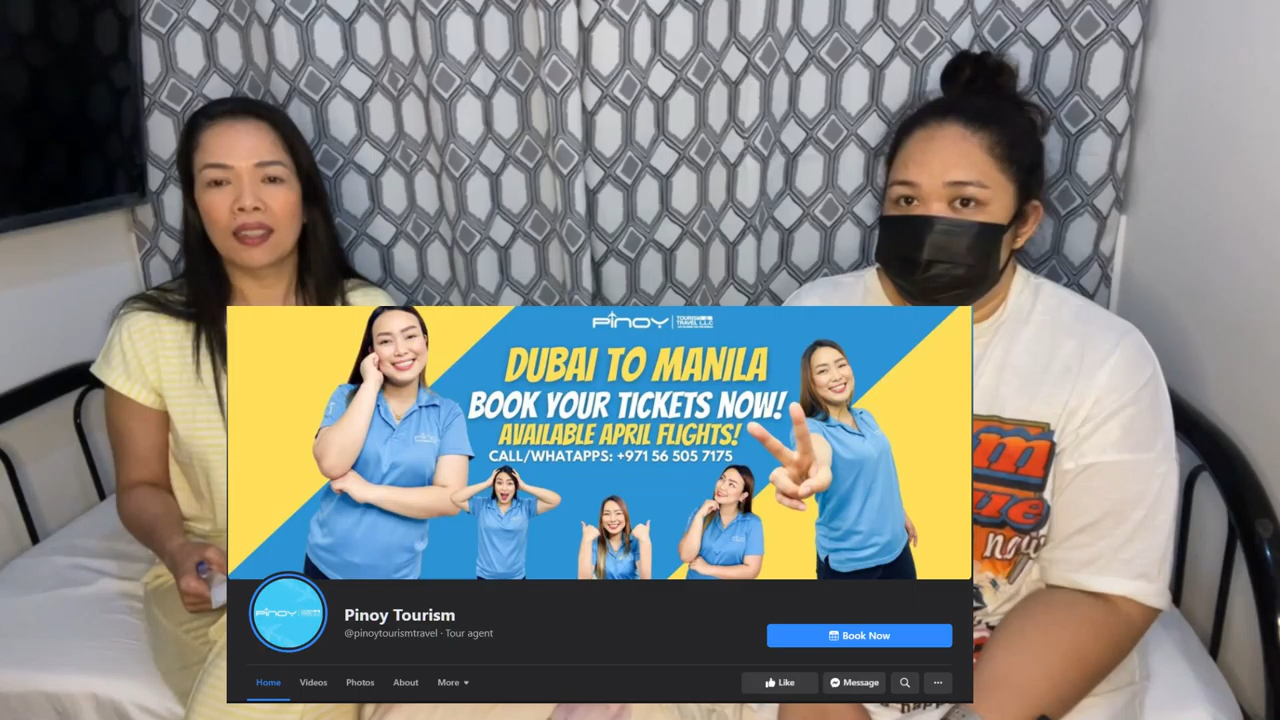 PINOY TOURISM TRAVEL L.L.C
DUBAI TO MANILA
BOOK YOUR TICKETS NOW!
AVAILABLE APRIL FLIGHTS!
CALL/WHATAPPS: +971 56 505 7175
PINOY
Pinoy Tourism
@pinoytourismtravel · Tour agent
Book Now
Home Videos Photos About More
Like Message